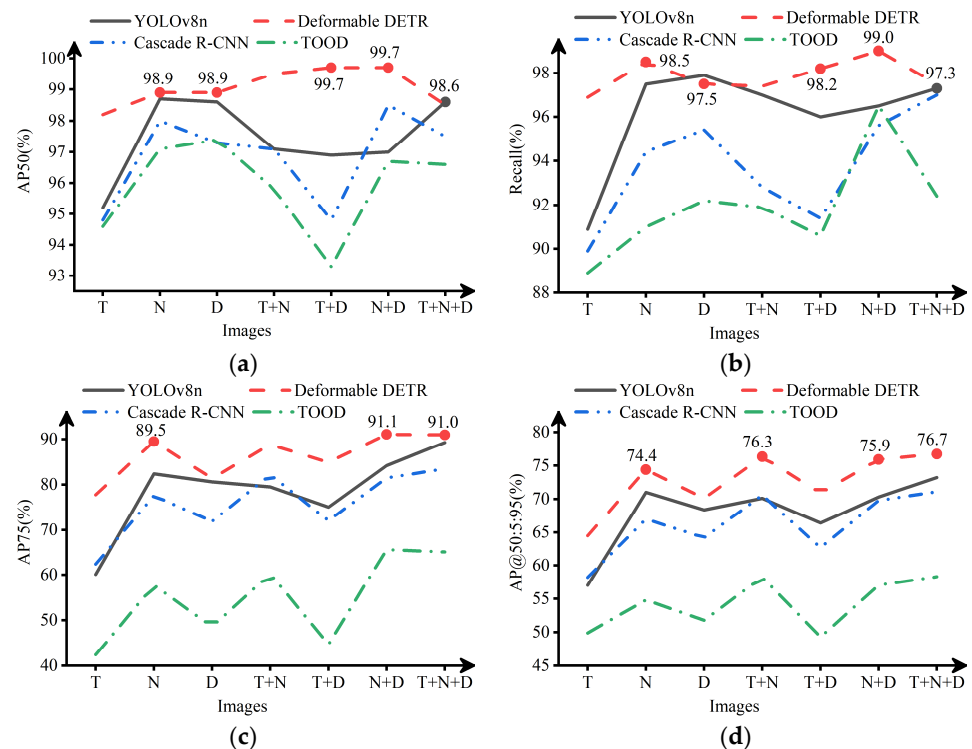 (a)
YOLOv8n
Deformable DETR
Cascade R-CNN
TOOD
AP50(%)
100
99
98
97
96
95
94
93
98.9
98.9
99.7
99.7
98.6
T N D T+N T+D N+D T+N+D
Images
(a)
(b)
YOLOv8n
Deformable DETR
Cascade R-CNN
TOOD
Recall(%)
98
96
94
92
90
88
98.5
97.5
98.2
99.0
97.3
T N D T+N T+D N+D T+N+D
Images
(b)
YOLOv8n
Deformable DETR
Cascade R-CNN
TOOD
AP75(%)
90
80
70
60
50
40
89.5
91.1
91.0
T N D T+N T+D N+D T+N+D
Images
(c)
YOLOv8n
Deformable DETR
Cascade R-CNN
TOOD
AP@50:5:95(%)
80
75
70
65
60
55
50
45
74.4
76.3
75.9
76.7
T N D T+N T+D N+D T+N+D
Images
(d)